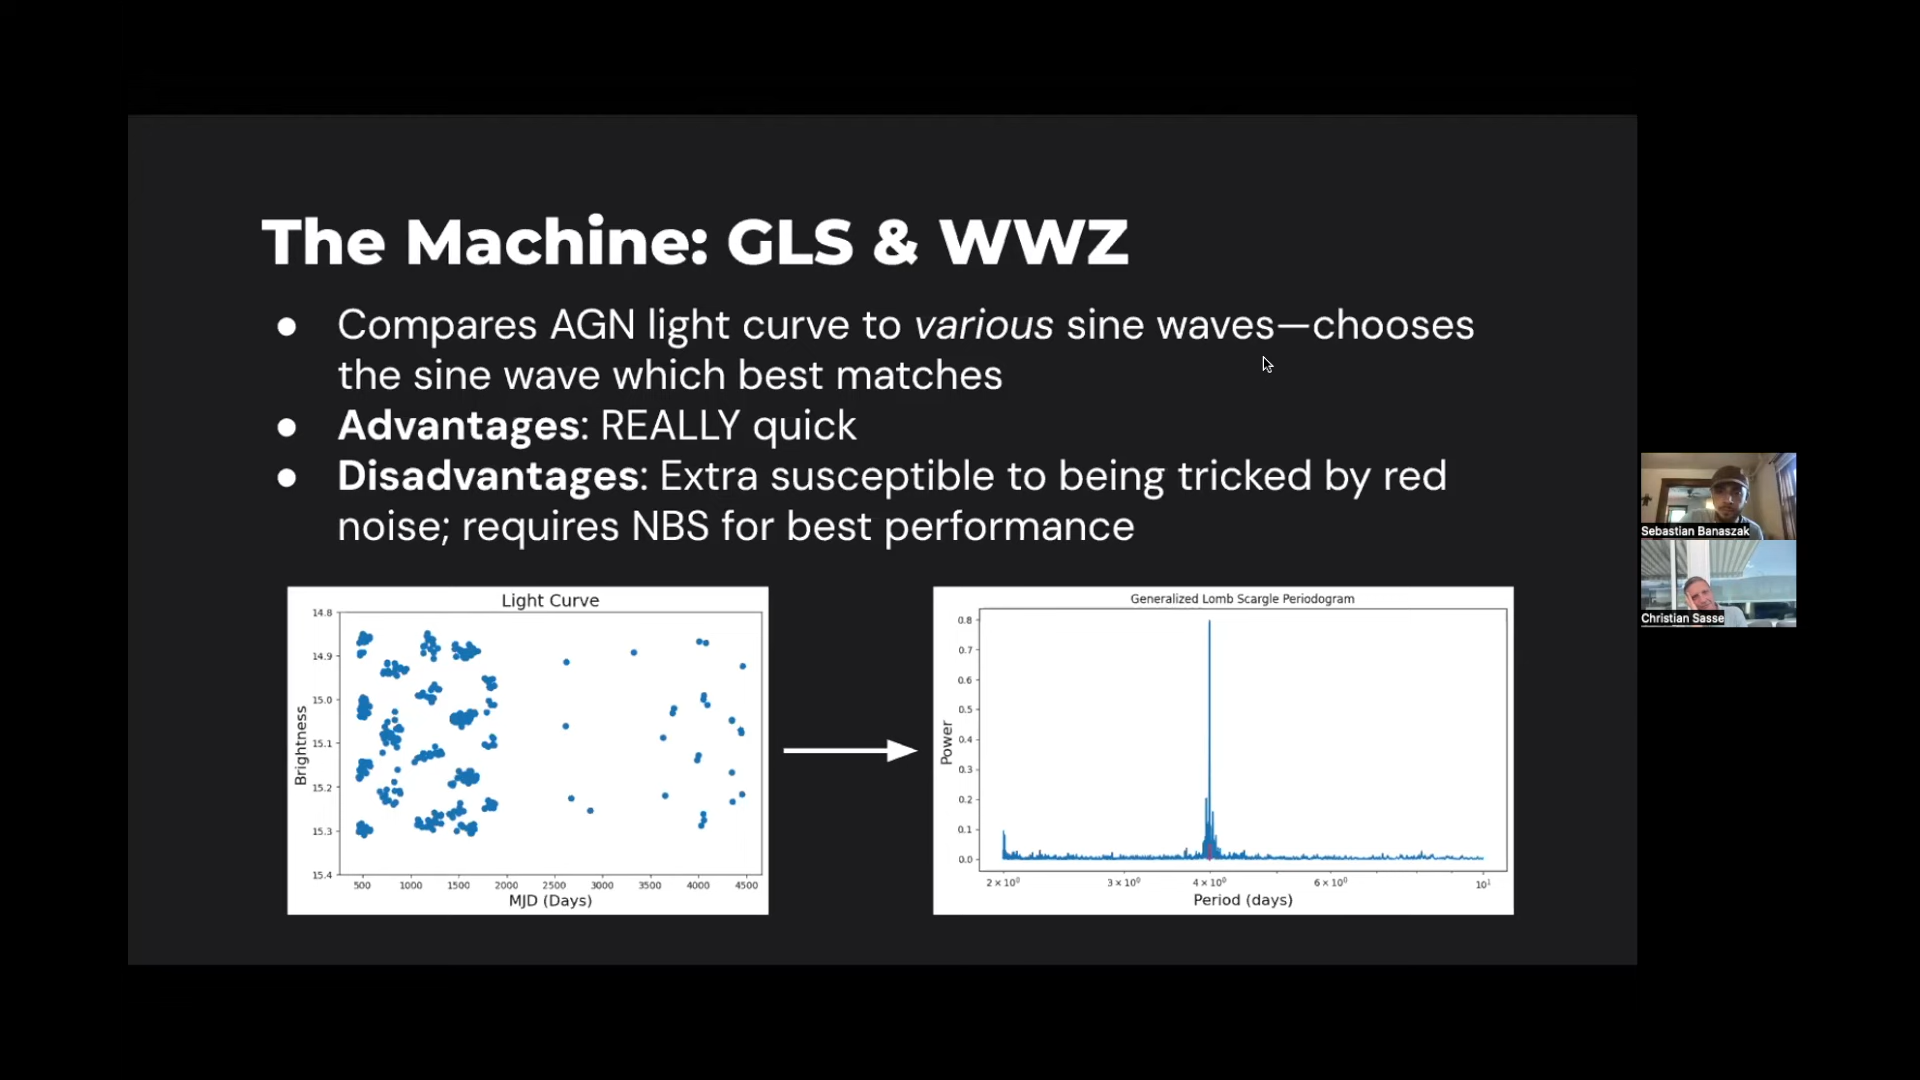 The Machine: GLS & WWZ
● Compares AGN light curve to various sine waves—chooses
the sine wave which best matches
● Advantages: REALLY quick
● Disadvantages: Extra susceptible to being tricked by red
noise; requires NBS for best performance
Light Curve
Brightness
14.8
14.9
15.0
15.1
15.2
15.3
15.4
500 1000 1500 2000 2500 3000 3500 4000 4500
MJD (Days)
Generalized Lomb Scargle Periodogram
Power
0.8
0.7
0.6
0.5
0.4
0.3
0.2
0.1
0.0
2 × 10⁰ 3 × 10⁰ 4 × 10⁰ 6 × 10⁰ 10¹
Period (days)
Sebastian Banaszak
Christian Sasse